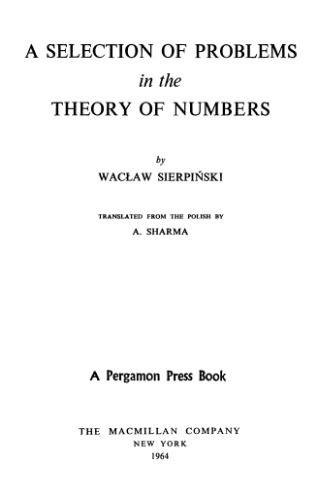 A SELECTION OF PROBLEMS
in the
THEORY OF NUMBERS
by
WACŁAW SIERPIŃSKI
TRANSLATED FROM THE POLISH BY
A. SHARMA
A Pergamon Press Book
THE MACMILLAN COMPANY
NEW YORK
1964